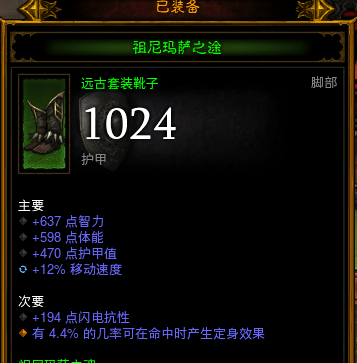 已装备
祖尼玛萨之途
远古套装靴子
脚部
1024
护甲
主要
+637 点智力
+598 点体能
+470 点护甲值
+12% 移动速度
次要
+194 点闪电抗性
有 4.4% 的几率可在命中时产生定身效果